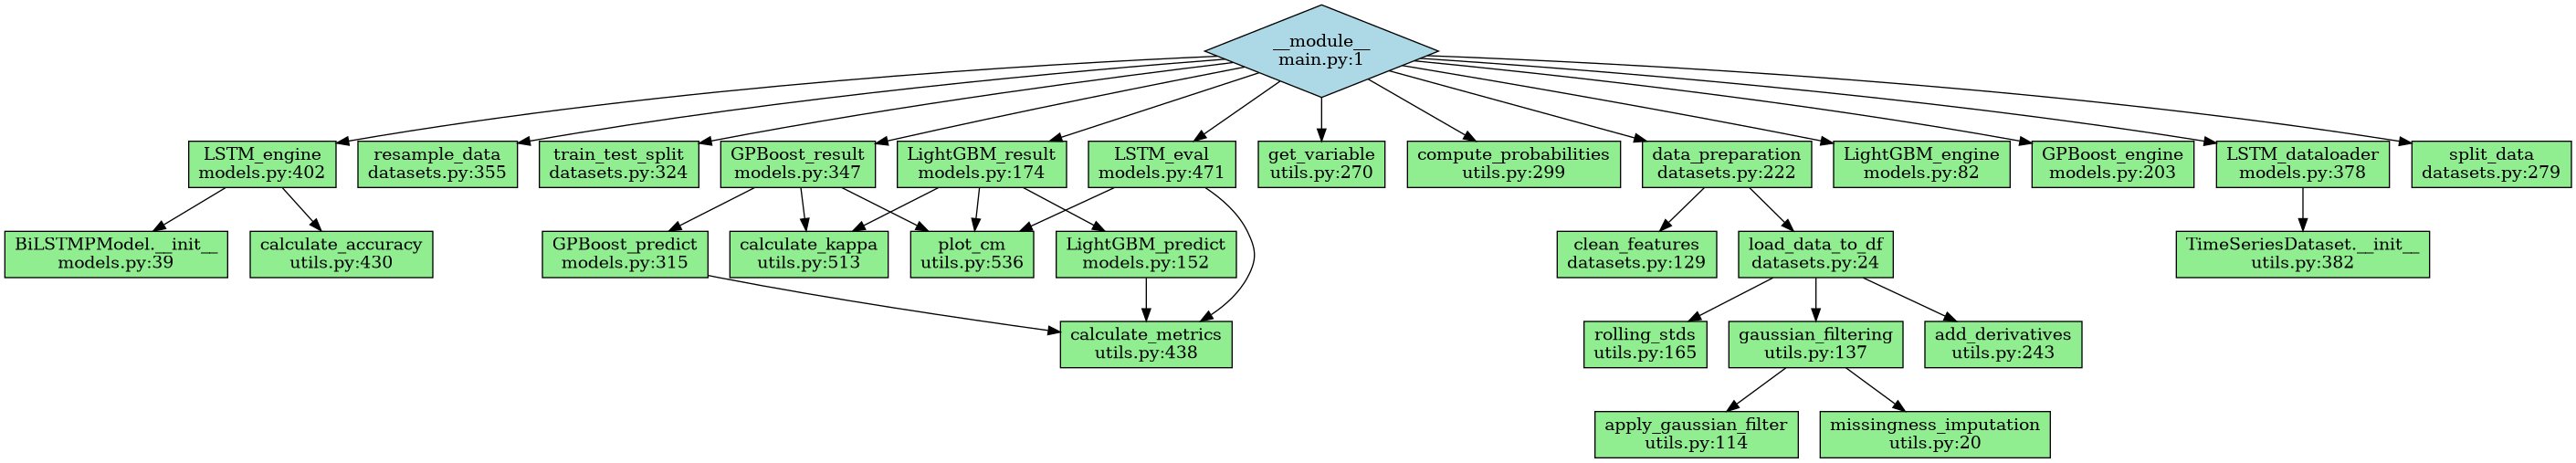 __module__
main.py:1
LSTM_engine
models.py:402
resample_data
datasets.py:355
train_test_split
datasets.py:324
GPBoost_result
models.py:347
LightGBM_result
models.py:174
LSTM_eval
models.py:471
get_variable
utils.py:270
compute_probabilities
utils.py:299
data_preparation
datasets.py:222
LightGBM_engine
models.py:82
GPBoost_engine
models.py:203
LSTM_dataloader
models.py:378
split_data
datasets.py:279
BiLSTMPModel.__init__
models.py:39
calculate_accuracy
utils.py:430
GPBoost_predict
models.py:315
calculate_kappa
utils.py:513
plot_cm
utils.py:536
LightGBM_predict
models.py:152
clean_features
datasets.py:129
load_data_to_df
datasets.py:24
TimeSeriesDataset.__init__
utils.py:382
calculate_metrics
utils.py:438
rolling_stds
utils.py:165
gaussian_filtering
utils.py:137
add_derivatives
utils.py:243
apply_gaussian_filter
utils.py:114
missingness_imputation
utils.py:20